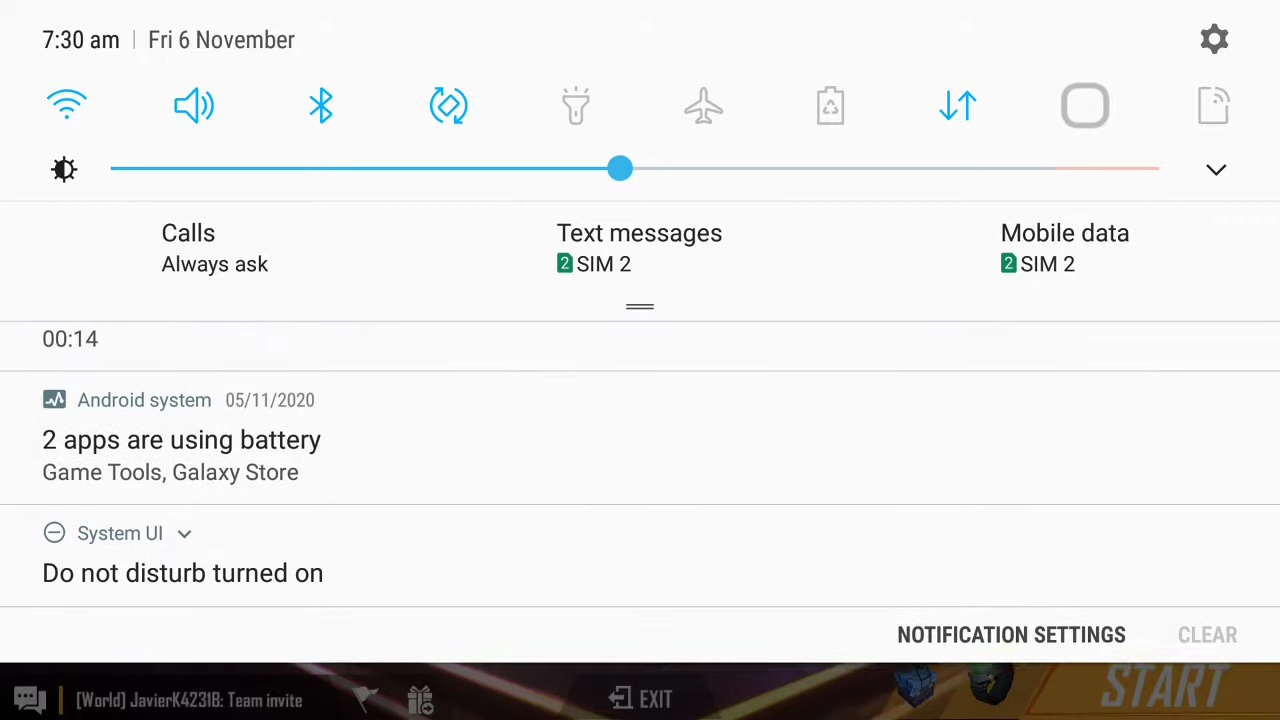 7:30 am | Fri 6 November
Calls
Always ask
Text messages
2 SIM 2
Mobile data
2 SIM 2
00:14
Android system 05/11/2020
2 apps are using battery
Game Tools, Galaxy Store
System UI
Do not disturb turned on
NOTIFICATION SETTINGS CLEAR
[World] JavierK423IB: Team invite
EXIT
START